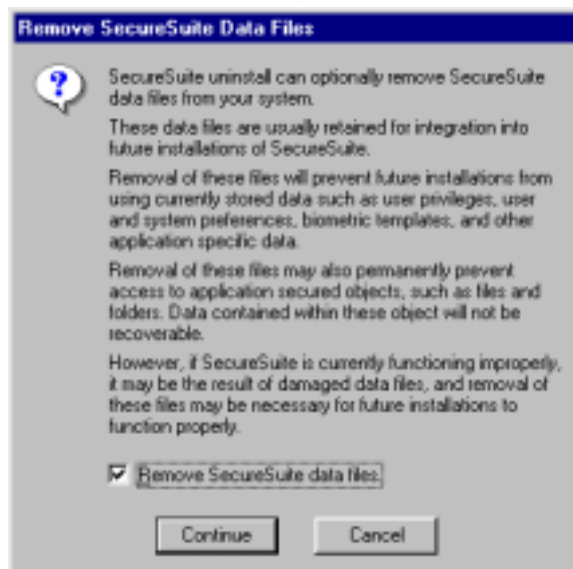 Remove SecureSuite Data Files
?
SecureSuite uninstall can optionally remove SecureSuite
data files from your system.
These data files are usually retained for integration into
future installations of SecureSuite.
Removal of these files will prevent future installations from
using currently stored data such as user privileges, user
and system preferences, biometric templates, and other
application specific data.
Removal of these files may also permanently prevent
access to application secured objects, such as files and
folders. Data contained within these object will not be
recoverable.
However, if SecureSuite is currently functioning improperly,
it may be the result of damaged data files, and removal of
these files may be necessary for future installations to
function properly.
Remove SecureSuite data files.
Continue
Cancel